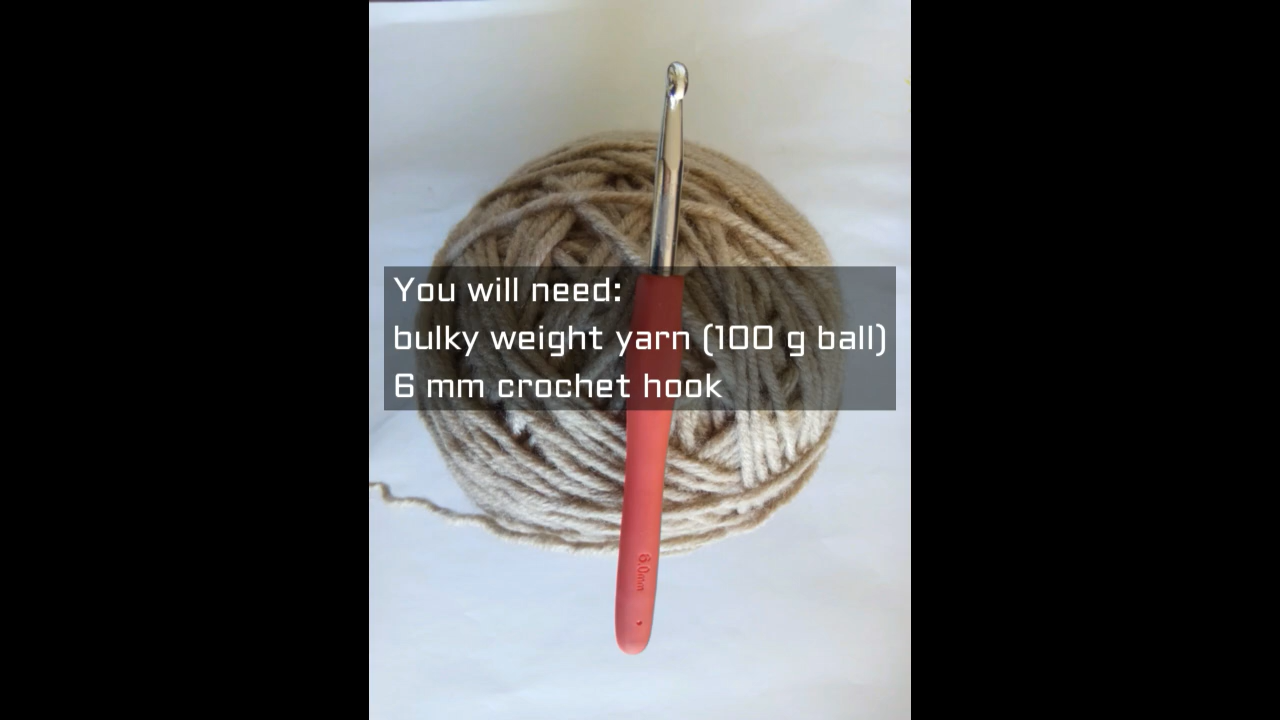 You will need:
bulky weight yarn (100 g ball)
6 mm crochet hook
6.0mm